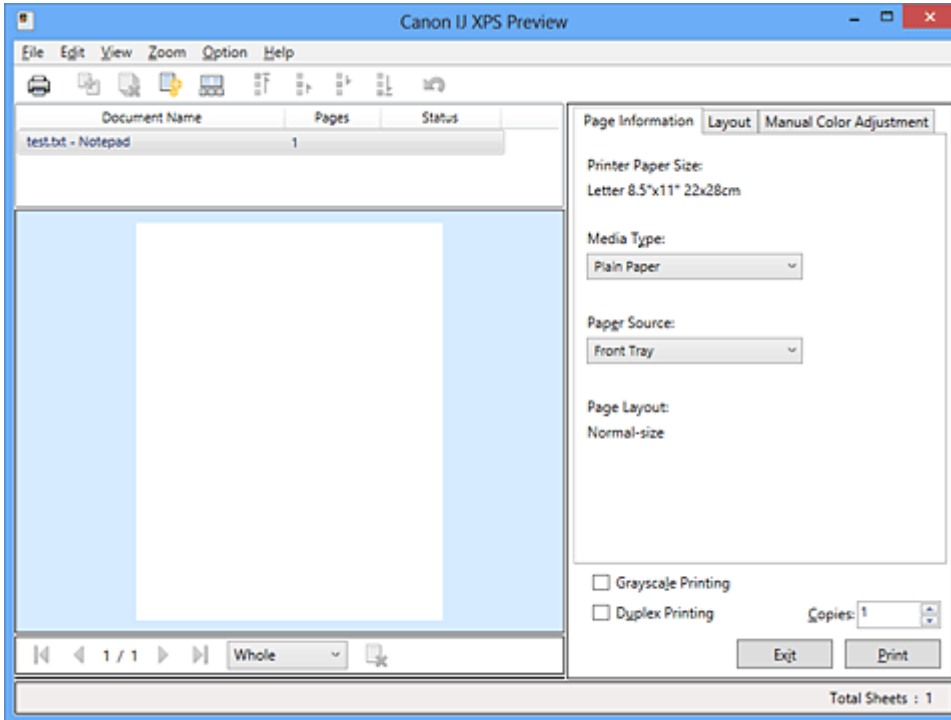 Canon IJ XPS Preview
File Edit View Zoom Option Help
Document Name Pages Status
test.txt - Notepad 1
Page Information Layout Manual Color Adjustment
Printer Paper Size:
Letter 8.5"x11" 22x28cm
Media Type:
Plain Paper
Paper Source:
Front Tray
Page Layout:
Normal-size
Grayscale Printing
Duplex Printing
Copies: 1
1 / 1 Whole
Exit Print
Total Sheets : 1